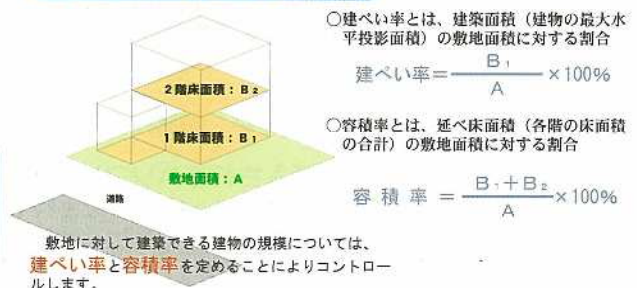 ○建ぺい率とは、建築面積(建物の最大水
平投影面積)の敷地面積に対する割合
建ぺい率=B₁/A×100%
○容積率とは、延べ床面積(各階の床面積
の合計)の敷地面積に対する割合
容積率=B₁+B₂/A×100%
2階床面積:B₂
1階床面積:B₁
敷地面積:A
道路
敷地に対して建築できる建物の規模については、
建ぺい率と容積率を定めることによりコントロー
ルします。